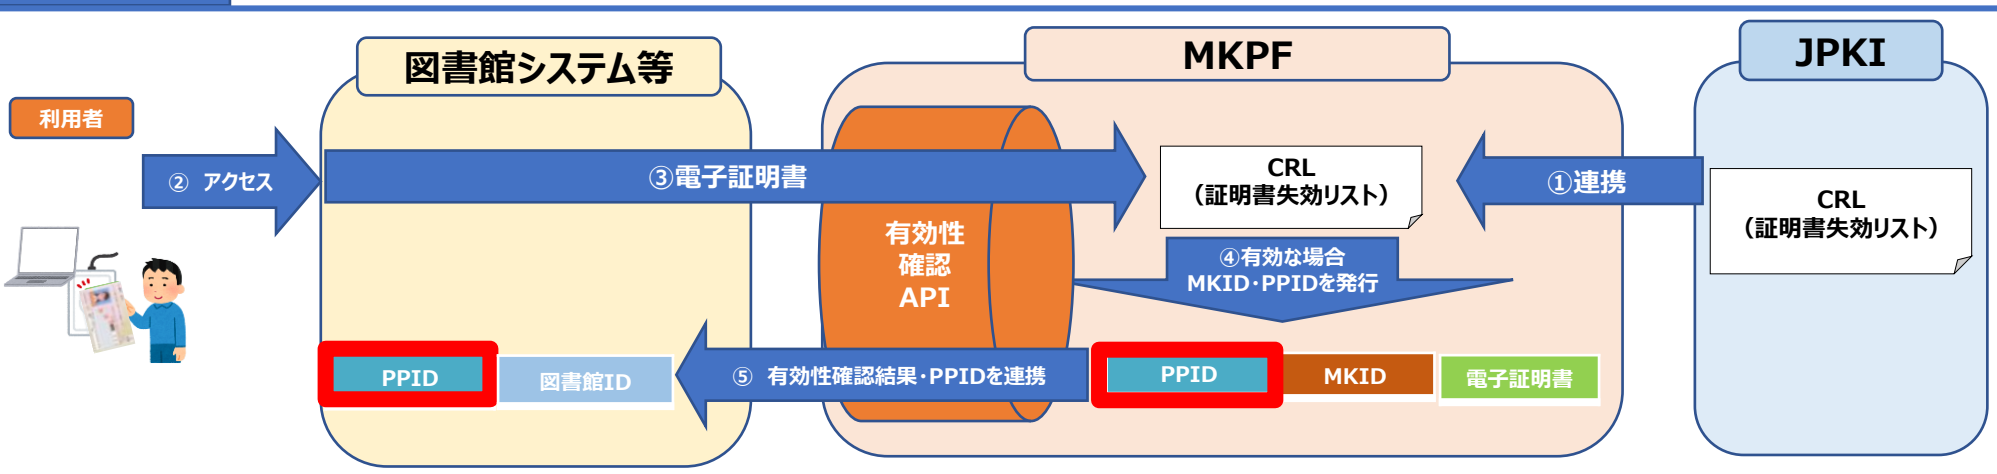 図書館システム等
MKPF
JPKI
利用者
② アクセス
③電子証明書
CRL
（証明書失効リスト）
①連携
CRL
（証明書失効リスト）
有効性
確認
API
④有効な場合
MKID・PPIDを発行
PPID
図書館ID
⑤ 有効性確認結果・PPIDを連携
PPID
MKID
電子証明書